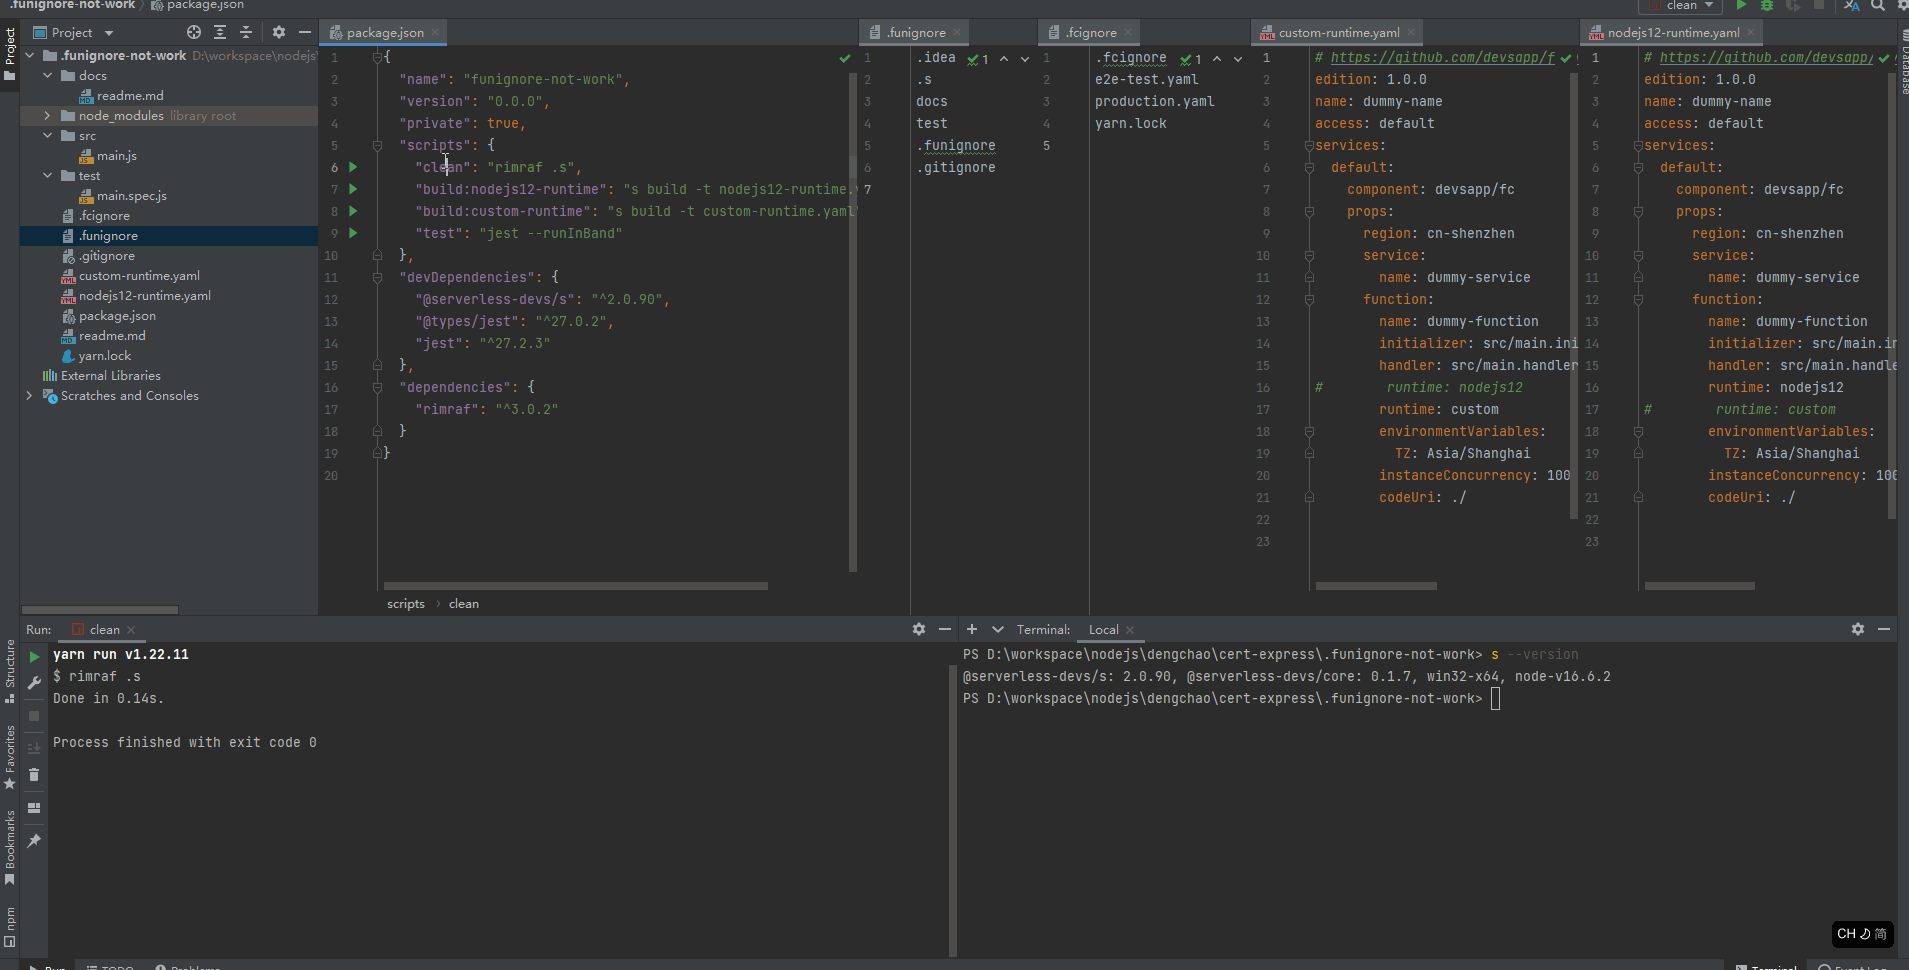 .funignore-not-work 〉 package.json
clean
Project
Project
.funignore-not-work D:\workspace\nodejs\
docs
readme.md
node_modules library root
src
main.js
test
main.spec.js
.fcignore
.funignore
.gitignore
custom-runtime.yaml
nodejs12-runtime.yaml
package.json
readme.md
yarn.lock
External Libraries
Scratches and Consoles
package.json
1 {
2 "name": "funignore-not-work",
3 "version": "0.0.0",
4 "private": true,
5 "scripts": {
6 "clean": "rimraf .s",
7 "build:nodejs12-runtime": "s build -t nodejs12-runtime.
8 "build:custom-runtime": "s build -t custom-runtime.yaml"
9 "test": "jest --runInBand"
10 },
11 "devDependencies": {
12 "@serverless-devs/s": "^2.0.90",
13 "@types/jest": "^27.0.2",
14 "jest": "^27.2.3"
15 },
16 "dependencies": {
17 "rimraf": "^3.0.2"
18 }
19 }
20
scripts 〉 clean
.funignore
1 .idea 1
2 .s
3 docs
4 test
5 .funignore
6 .gitignore
7
.fcignore
1 .fcignore 1
2 e2e-test.yaml
3 production.yaml
4 yarn.lock
5
custom-runtime.yaml
1 # https://github.com/devsapp/f
2 edition: 1.0.0
3 name: dummy-name
4 access: default
5 services:
6 default:
7 component: devsapp/fc
8 props:
9 region: cn-shenzhen
10 service:
11 name: dummy-service
12 function:
13 name: dummy-function
14 initializer: src/main.ini
15 handler: src/main.handler
16 # runtime: nodejs12
17 runtime: custom
18 environmentVariables:
19 TZ: Asia/Shanghai
20 instanceConcurrency: 100
21 codeUri: ./
22
23
nodejs12-runtime.yaml
1 # https://github.com/devsapp/
2 edition: 1.0.0
3 name: dummy-name
4 access: default
5 services:
6 default:
7 component: devsapp/fc
8 props:
9 region: cn-shenzhen
10 service:
11 name: dummy-service
12 function:
13 name: dummy-function
14 initializer: src/main.in
15 handler: src/main.handle
16 runtime: nodejs12
17 # runtime: custom
18 environmentVariables:
19 TZ: Asia/Shanghai
20 instanceConcurrency: 100
21 codeUri: ./
22
23
Database
Structure
Favorites
Bookmarks
npm
Run: clean
yarn run v1.22.11
$ rimraf .s
Done in 0.14s.
Process finished with exit code 0
Terminal: Local
PS D:\workspace\nodejs\dengchao\cert-express\.funignore-not-work> s --version
@serverless-devs/s: 2.0.90, @serverless-devs/core: 0.1.7, win32-x64, node-v16.6.2
PS D:\workspace\nodejs\dengchao\cert-express\.funignore-not-work>
CH 简
Run TODO Problems Terminal Event Log